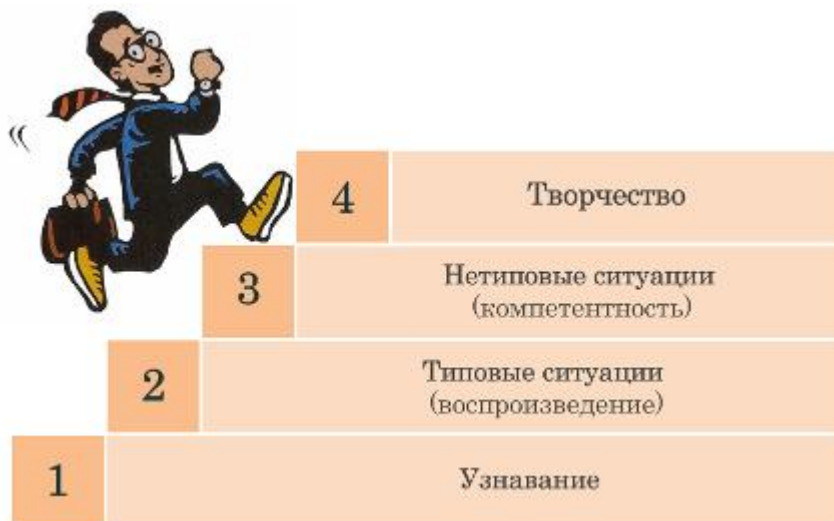 4 Творчество
3 Нетиповые ситуации
(компетентность)
2 Типовые ситуации
(воспроизведение)
1 Узнавание